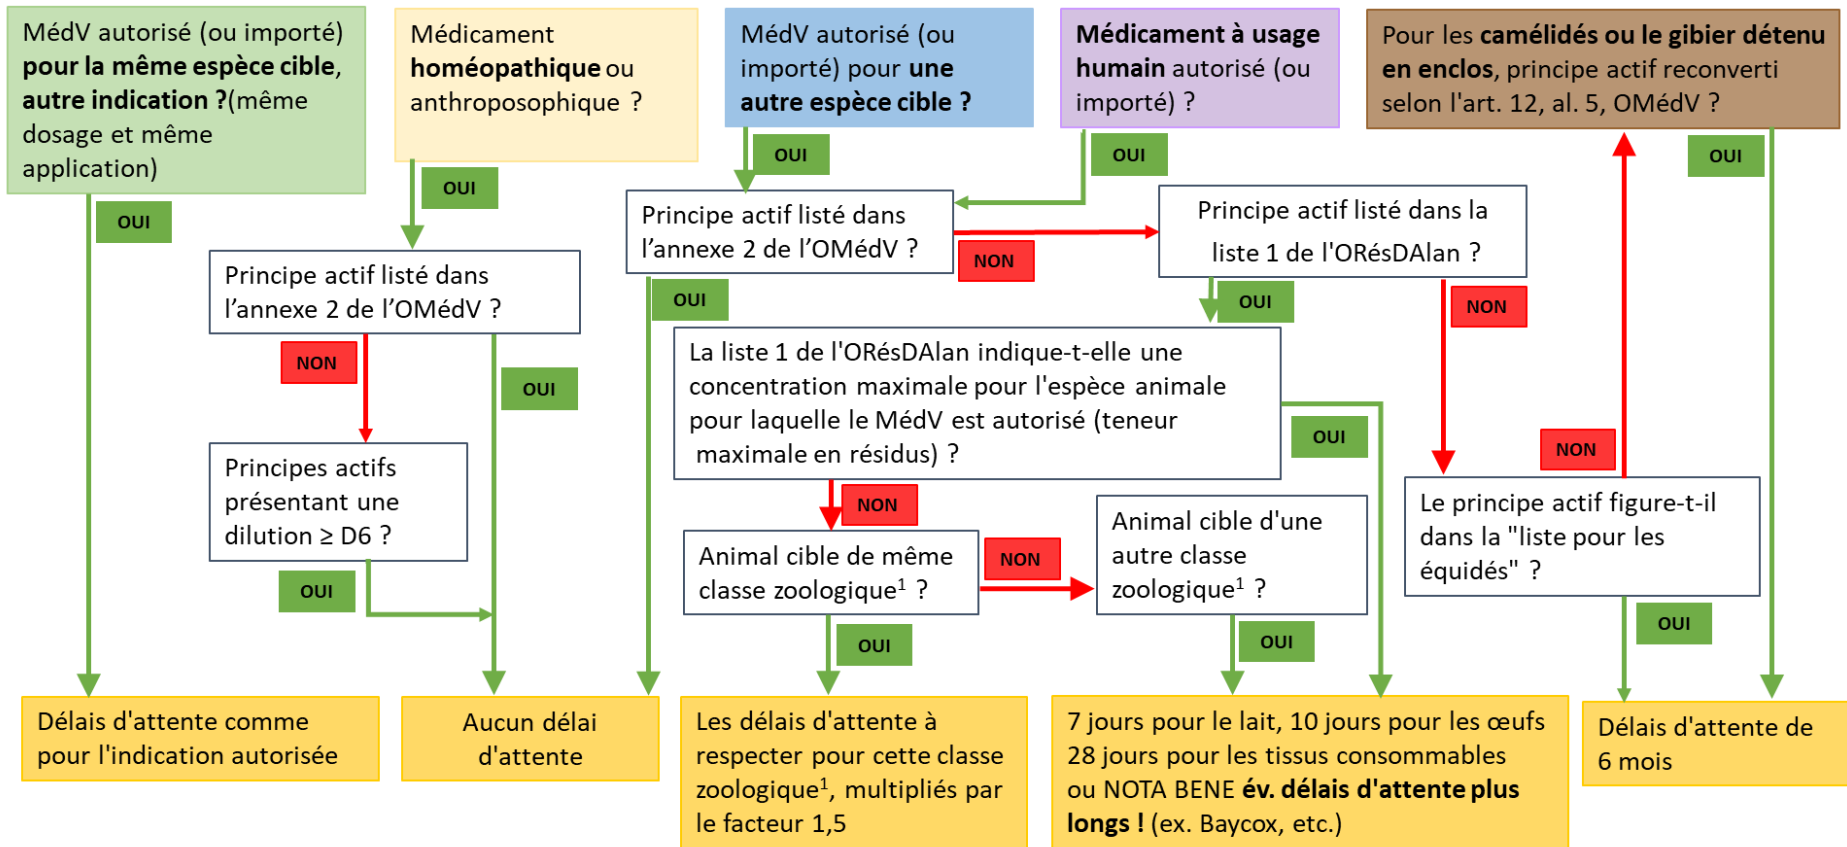 MédV autorisé (ou importé)
pour la même espèce cible,
autre indication ?(même
dosage et même
application)
Médicament
homéopathique ou
anthroposophique ?
MédV autorisé (ou
importé) pour une
autre espèce cible ?
Médicament à usage
humain autorisé (ou
importé) ?
Pour les camélidés ou le gibier détenu
en enclos, principe actif reconverti
selon l'art. 12, al. 5, OMédV ?
OUI
OUI
OUI
OUI
OUI
Principe actif listé dans
l’annexe 2 de l’OMédV ?
OUI
NON
Principe actif listé dans la
liste 1 de l'ORésDAlan ?
OUI
NON
Principe actif listé dans
l’annexe 2 de l’OMédV ?
NON
OUI
La liste 1 de l'ORésDAlan indique-t-elle une
concentration maximale pour l'espèce animale
pour laquelle le MédV est autorisé (teneur
maximale en résidus) ?
OUI
NON
NON
Principes actifs
présentant une
dilution ≥ D6 ?
OUI
Animal cible de même
classe zoologique1 ?
NON
OUI
Animal cible d'une
autre classe
zoologique1 ?
OUI
Le principe actif figure-t-il
dans la "liste pour les
équidés" ?
OUI
Délais d'attente comme
pour l'indication autorisée
Aucun délai
d'attente
Les délais d'attente à
respecter pour cette classe
zoologique1, multipliés par
le facteur 1,5
7 jours pour le lait, 10 jours pour les œufs
28 jours pour les tissus consommables
ou NOTA BENE év. délais d'attente plus
longs ! (ex. Baycox, etc.)
Délais d'attente de
6 mois